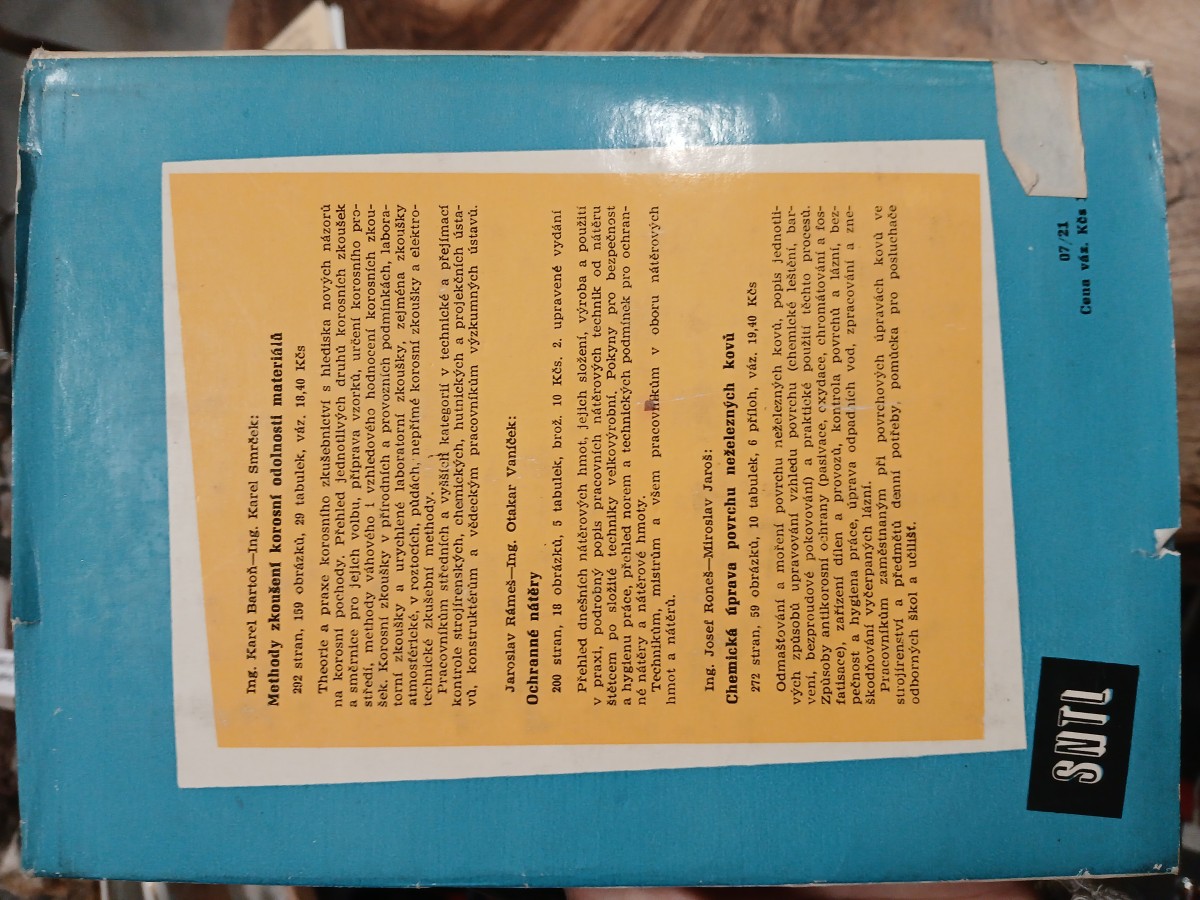 Ing. Karel Bartoň—Ing. Karel Smrček:
Methody zkoušení korosní odolnosti materiálů
292 stran, 159 obrázků, 29 tabulek, váz. 18,40 Kčs
Theorie a praxe korosního zkušebnictví s hlediska nových názorů
na korosní pochody. Přehled jednotlivých druhů korosních zkoušek
a směrnice pro jejich volbu, příprava vzorků, určení korosního pro-
středí, methody váhového i vzhledového hodnocení korosních zkou-
šek. Korosní zkoušky v přírodních a provozních podmínkách, labora-
torní zkoušky a urychlené laboratorní zkoušky, zejména zkoušky
atmosférické, v roztocích, půdách, nepřímé korosní zkoušky a elektro-
technické zkušební methody.
Pracovníkům středních a vyšších kategorií v technické a přejímací
kontrole strojírenských, chemických, hutnických a projekčních ústa-
vů, konstruktérům a vědeckým pracovníkům výzkumných ústavů.
Jaroslav Rámeš—Ing. Otakar Vaníček:
Ochranné nátěry
200 stran, 18 obrázků, 5 tabulek, brož. 10 Kčs, 2. upravené vydání
Přehled dnešních nátěrových hmot, jejich složení, výroba a použití
v praxi, podrobný popis pracovních nátěrových technik od nátěru
štětcem po složité techniky velkovýrobní. Pokyny pro bezpečnost
a hygienu práce, přehled norem a technických podmínek pro ochran-
né nátěry a nátěrové hmoty.
Technikům, mistrům a všem pracovníkům v oboru nátěrových
hmot a nátěrů.
Ing. Josef Roneš—Miroslav Jaroš:
Chemická úprava povrchu neželezných kovů
272 stran, 59 obrázků, 10 tabulek, 6 příloh, váz. 19,40 Kčs
Odmašťování a moření povrchu neželezných kovů, popis jednotli-
vých způsobů upravování vzhledu povrchu (chemické leštění, bar-
vení, bezproudové pokovování) a praktické použití těchto procesů.
Způsoby antikorosní ochrany (pasivace, oxydace, chromátování a fos-
fatisace), zařízení dílen a provozů, kontrola povrchů a lázní, bez-
pečnost a hygiena práce, úprava odpadních vod, zpracování a zne-
škodňování vyčerpaných lázní.
Pracovníkům zaměstnaným při povrchových úpravách kovů ve
strojírenství a předmětů denní potřeby, pomůcka pro posluchače
odborných škol a učilišť.
SNTL
07/21
Cena váz. Kčs